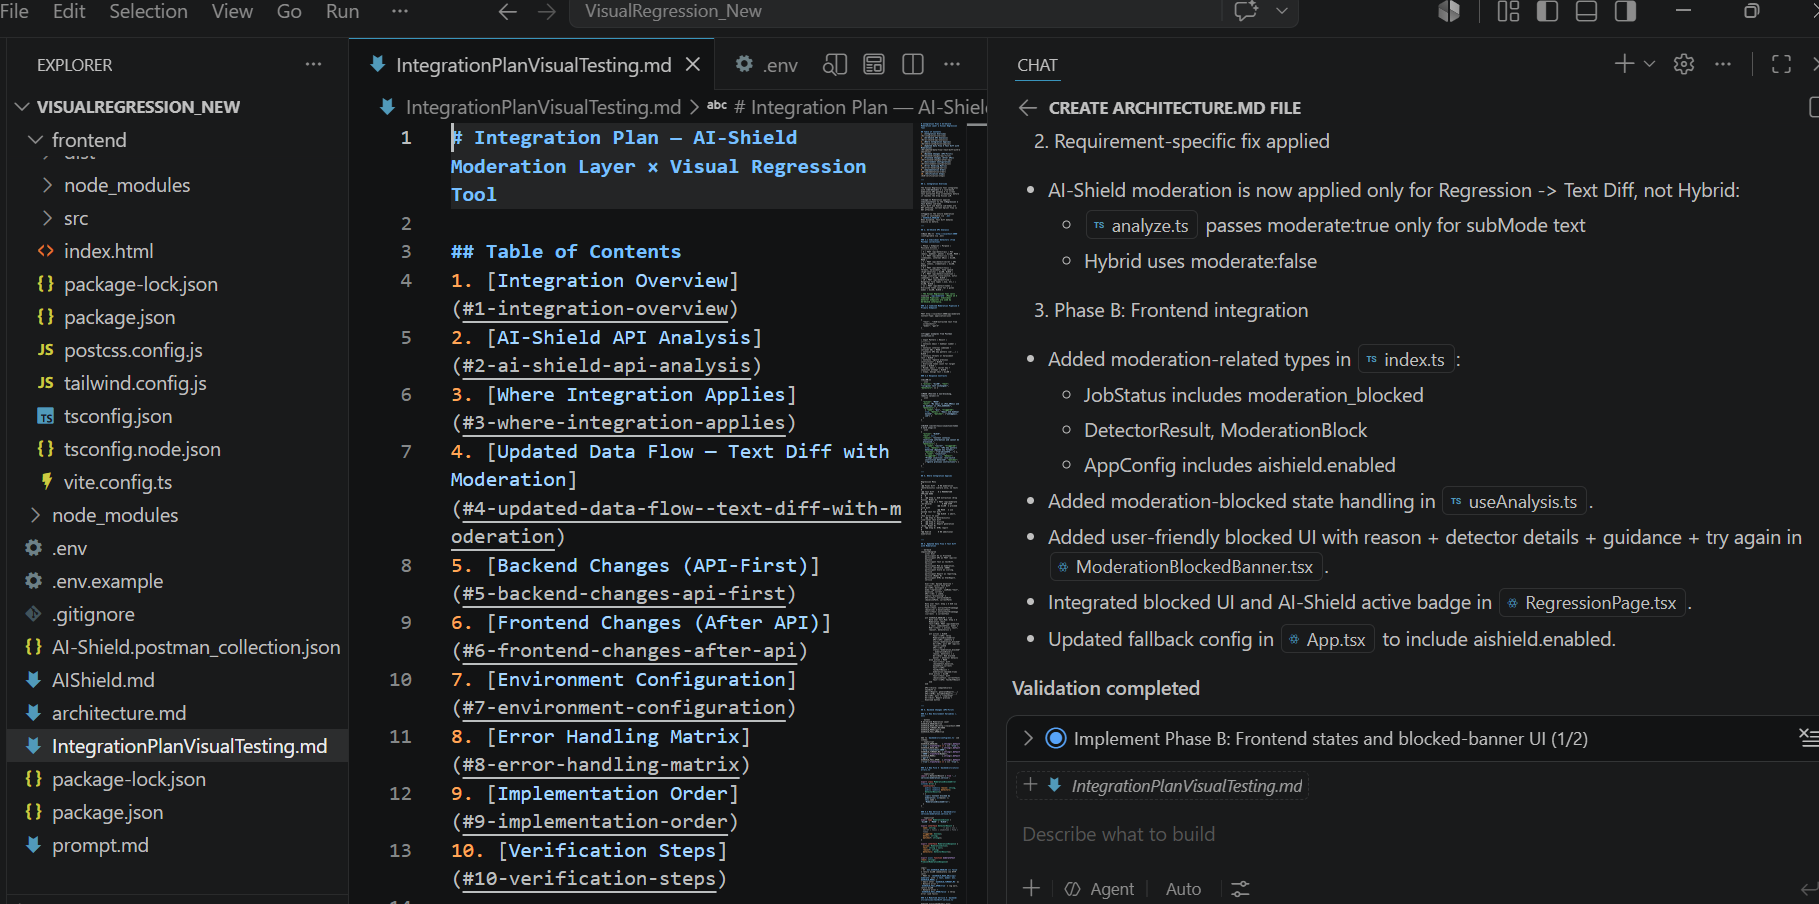 File Edit Selection View Go Run ··· VisualRegression_New
EXPLORER ···
VISUALREGRESSION_NEW
frontend
node_modules
src
index.html
package-lock.json
package.json
postcss.config.js
tailwind.config.js
tsconfig.json
tsconfig.node.json
vite.config.ts
node_modules
.env
.env.example
.gitignore
AI-Shield.postman_collection.json
AIShield.md
architecture.md
IntegrationPlanVisualTesting.md
package-lock.json
package.json
prompt.md
IntegrationPlanVisualTesting.md .env ···
IntegrationPlanVisualTesting.md > abc # Integration Plan — AI-Shiel
1 # Integration Plan — AI-Shield
Moderation Layer × Visual Regression
Tool
2
3 ## Table of Contents
4 1. [Integration Overview]
(#1-integration-overview)
5 2. [AI-Shield API Analysis]
(#2-ai-shield-api-analysis)
6 3. [Where Integration Applies]
(#3-where-integration-applies)
7 4. [Updated Data Flow — Text Diff with
Moderation]
(#4-updated-data-flow--text-diff-with-m
oderation)
8 5. [Backend Changes (API-First)]
(#5-backend-changes-api-first)
9 6. [Frontend Changes (After API)]
(#6-frontend-changes-after-api)
10 7. [Environment Configuration]
(#7-environment-configuration)
11 8. [Error Handling Matrix]
(#8-error-handling-matrix)
12 9. [Implementation Order]
(#9-implementation-order)
13 10. [Verification Steps]
(#10-verification-steps)
CHAT
CREATE ARCHITECTURE.MD FILE
2. Requirement-specific fix applied
• AI-Shield moderation is now applied only for Regression -> Text Diff, not Hybrid:
TS analyze.ts passes moderate:true only for subMode text
Hybrid uses moderate:false
3. Phase B: Frontend integration
• Added moderation-related types in TS index.ts :
JobStatus includes moderation_blocked
DetectorResult, ModerationBlock
AppConfig includes aishield.enabled
• Added moderation-blocked state handling in TS useAnalysis.ts .
• Added user-friendly blocked UI with reason + detector details + guidance + try again in
ModerationBlockedBanner.tsx .
• Integrated blocked UI and AI-Shield active badge in RegressionPage.tsx .
• Updated fallback config in App.tsx to include aishield.enabled.
Validation completed
Implement Phase B: Frontend states and blocked-banner UI (1/2)
IntegrationPlanVisualTesting.md
Describe what to build
Agent Auto